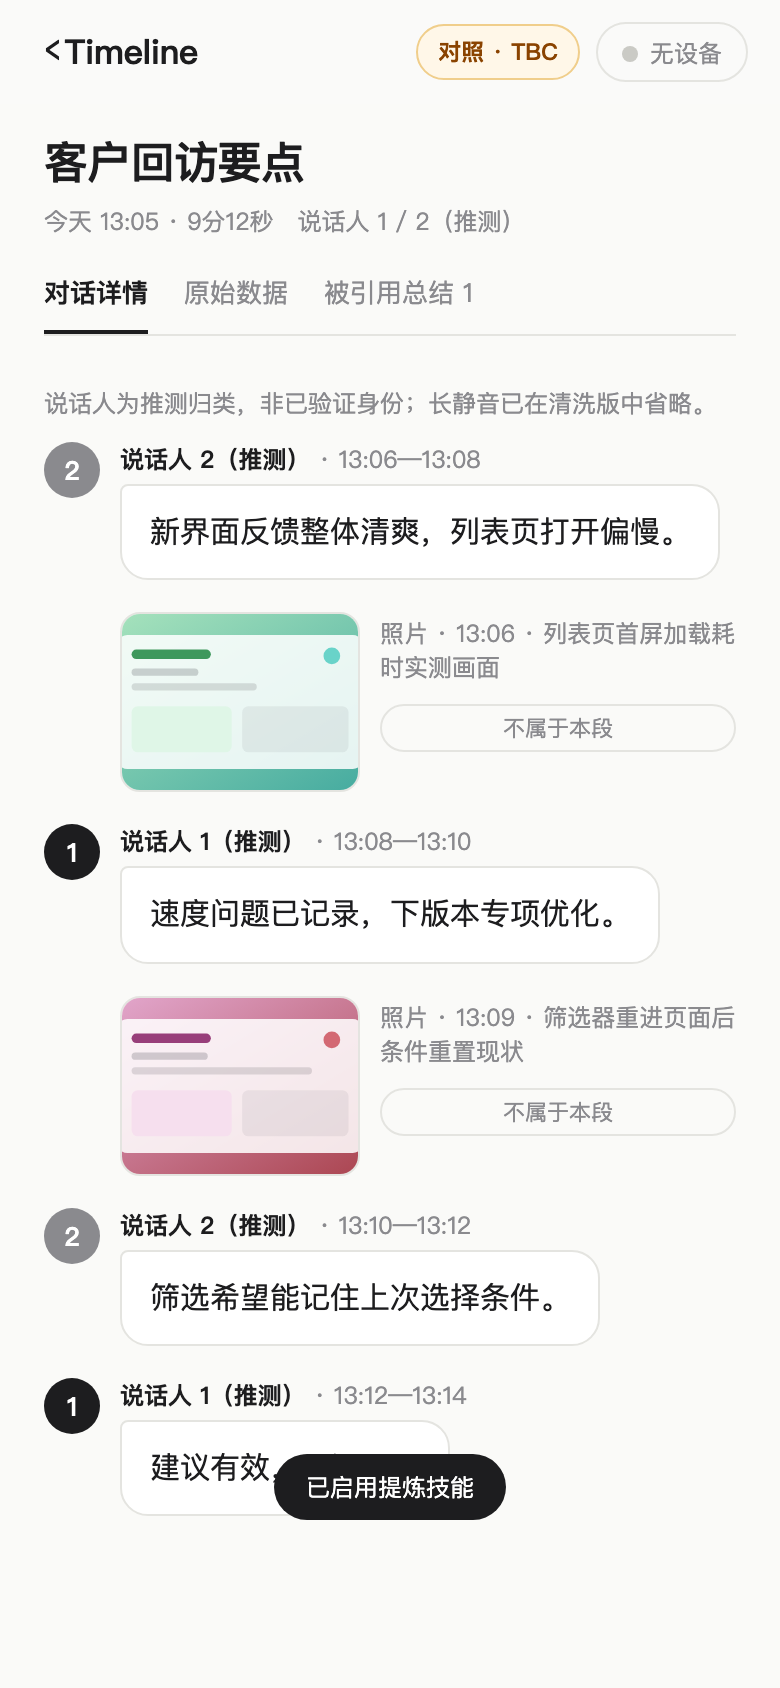 <Timeline
对照 · TBC
无设备
客户回访要点
今天 13:05 · 9分12秒 说话人 1 / 2（推测）
对话详情
原始数据
被引用总结 1
说话人为推测归类，非已验证身份；长静音已在清洗版中省略。
2
说话人 2（推测） · 13:06—13:08
新界面反馈整体清爽，列表页打开偏慢。
照片 · 13:06 · 列表页首屏加载耗
时实测画面
不属于本段
1
说话人 1（推测） · 13:08—13:10
速度问题已记录，下版本专项优化。
照片 · 13:09 · 筛选器重进页面后
条件重置现状
不属于本段
2
说话人 2（推测） · 13:10—13:12
筛选希望能记住上次选择条件。
1
说话人 1（推测） · 13:12—13:14
建议有效，
已启用提炼技能